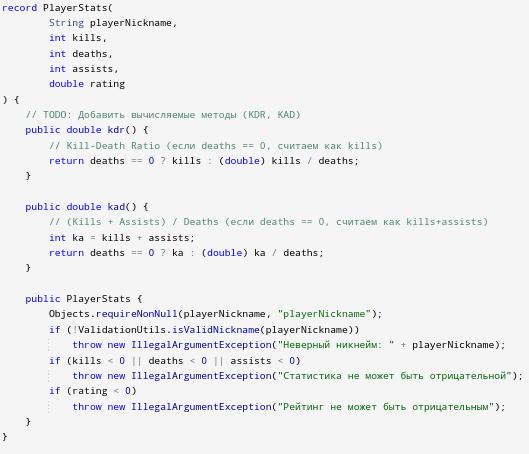 record PlayerStats(
        String playerNickname,
        int kills,
        int deaths,
        int assists,
        double rating
) {
    // TODO: Добавить вычисляемые методы (KDR, KAD)
    public double kdr() {
        // Kill-Death Ratio (если deaths == 0, считаем как kills)
        return deaths == 0 ? kills : (double) kills / deaths;
    }

    public double kad() {
        // (Kills + Assists) / Deaths (если deaths == 0, считаем как kills+assists)
        int ka = kills + assists;
        return deaths == 0 ? ka : (double) ka / deaths;
    }

    public PlayerStats {
        Objects.requireNonNull(playerNickname, "playerNickname");
        if (!ValidationUtils.isValidNickname(playerNickname))
            throw new IllegalArgumentException("Неверный никнейм: " + playerNickname);
        if (kills < 0 || deaths < 0 || assists < 0)
            throw new IllegalArgumentException("Статистика не может быть отрицательной");
        if (rating < 0)
            throw new IllegalArgumentException("Рейтинг не может быть отрицательным");
    }
}